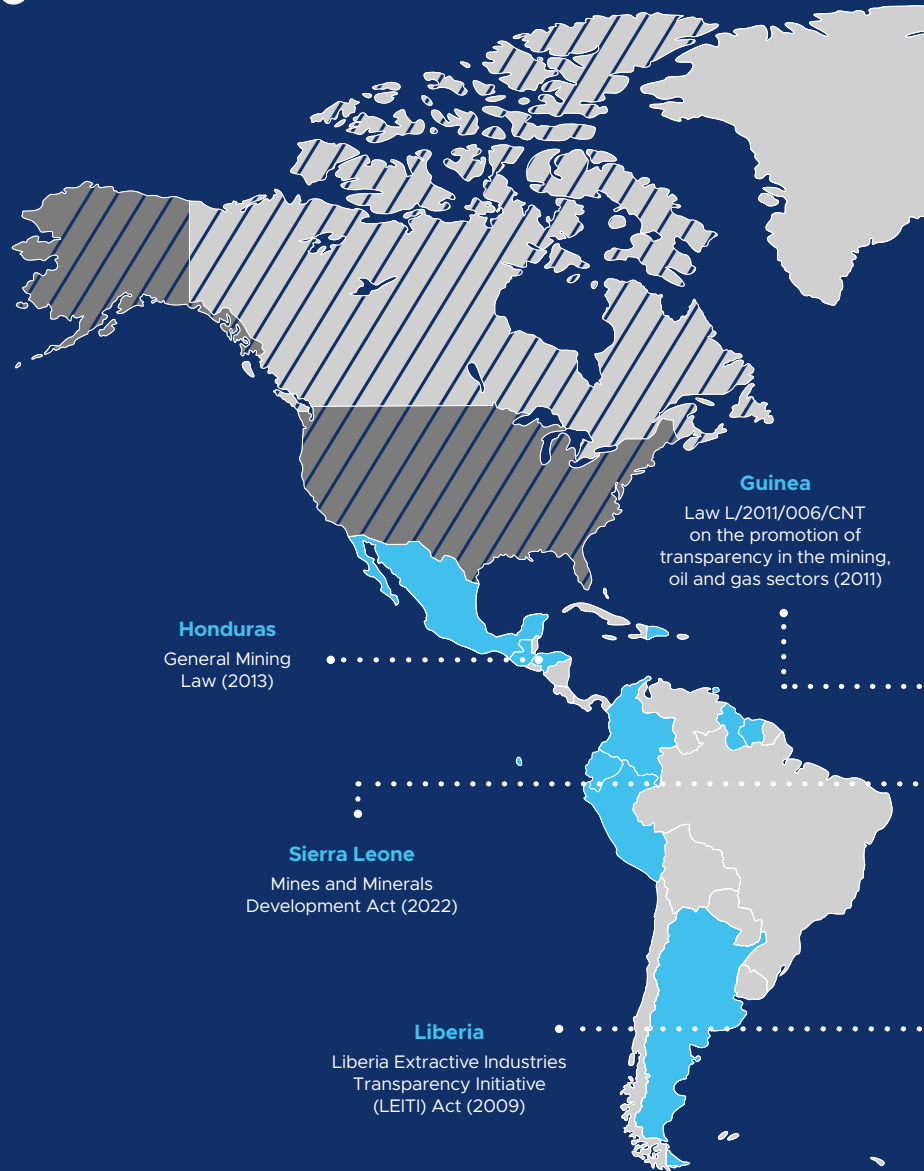 Guinea
Law L/2011/006/CNT
on the promotion of
transparency in the mining,
oil and gas sectors (2011)
Honduras
General Mining
Law (2013)
Sierra Leone
Mines and Minerals
Development Act (2022)
Liberia
Liberia Extractive Industries
Transparency Initiative
(LEITI) Act (2009)